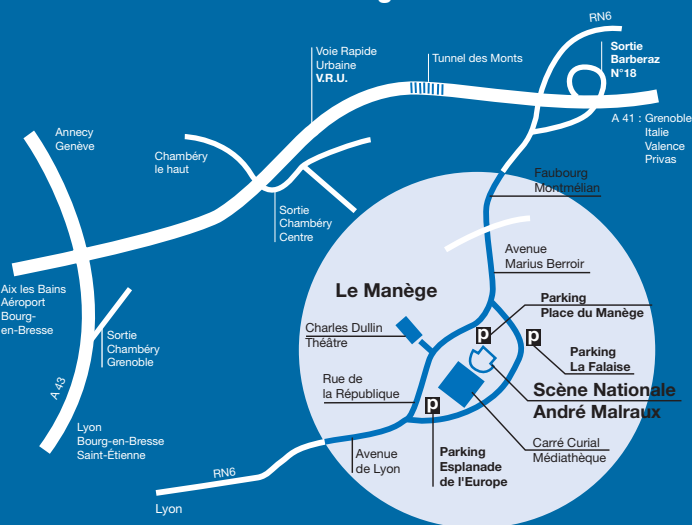 RN6
Sortie
Barberaz
N°18
Voie Rapide
Urbaine
V.R.U.
Tunnel des Monts
A 41 : Grenoble
Italie
Valence
Privas
Annecy
Genève
Chambéry
le haut
Faubourg
Montmélian
Sortie
Chambéry
Centre
Avenue
Marius Berroir
Aix les Bains
Aéroport
Bourg-
en-Bresse
Le Manège
Parking
Place du Manège
Charles Dullin
Théâtre
P
P
Sortie
Chambéry
Grenoble
Parking
La Falaise
Rue de
la République
Scène Nationale
André Malraux
A 43
P
Lyon
Bourg-en-Bresse
Saint-Étienne
Avenue
de Lyon
Parking
Esplanade
de l'Europe
Carré Curial
Médiathèque
RN6
Lyon